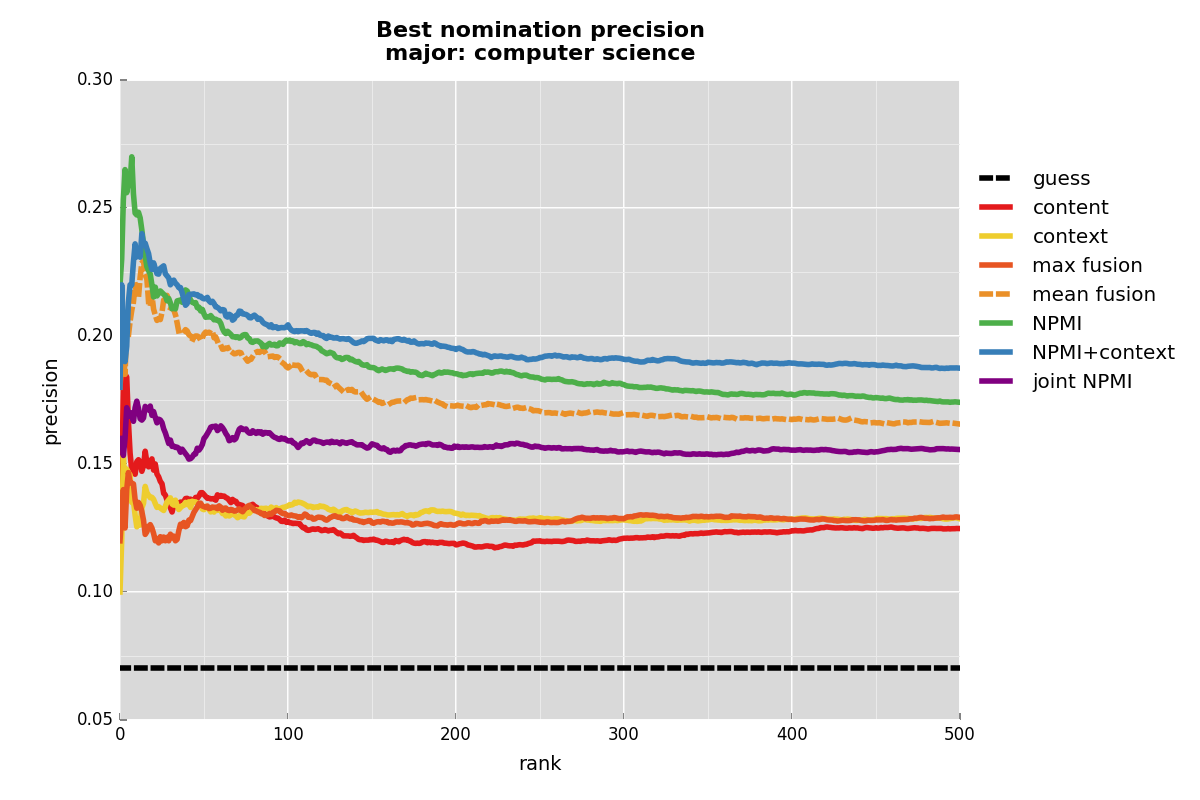 Best nomination precision
major: computer science
precision
0.30
0.25
0.20
0.15
0.10
0.05
0
100
200
300
400
500
rank
guess
content
context
max fusion
mean fusion
NPMI
NPMI+context
joint NPMI